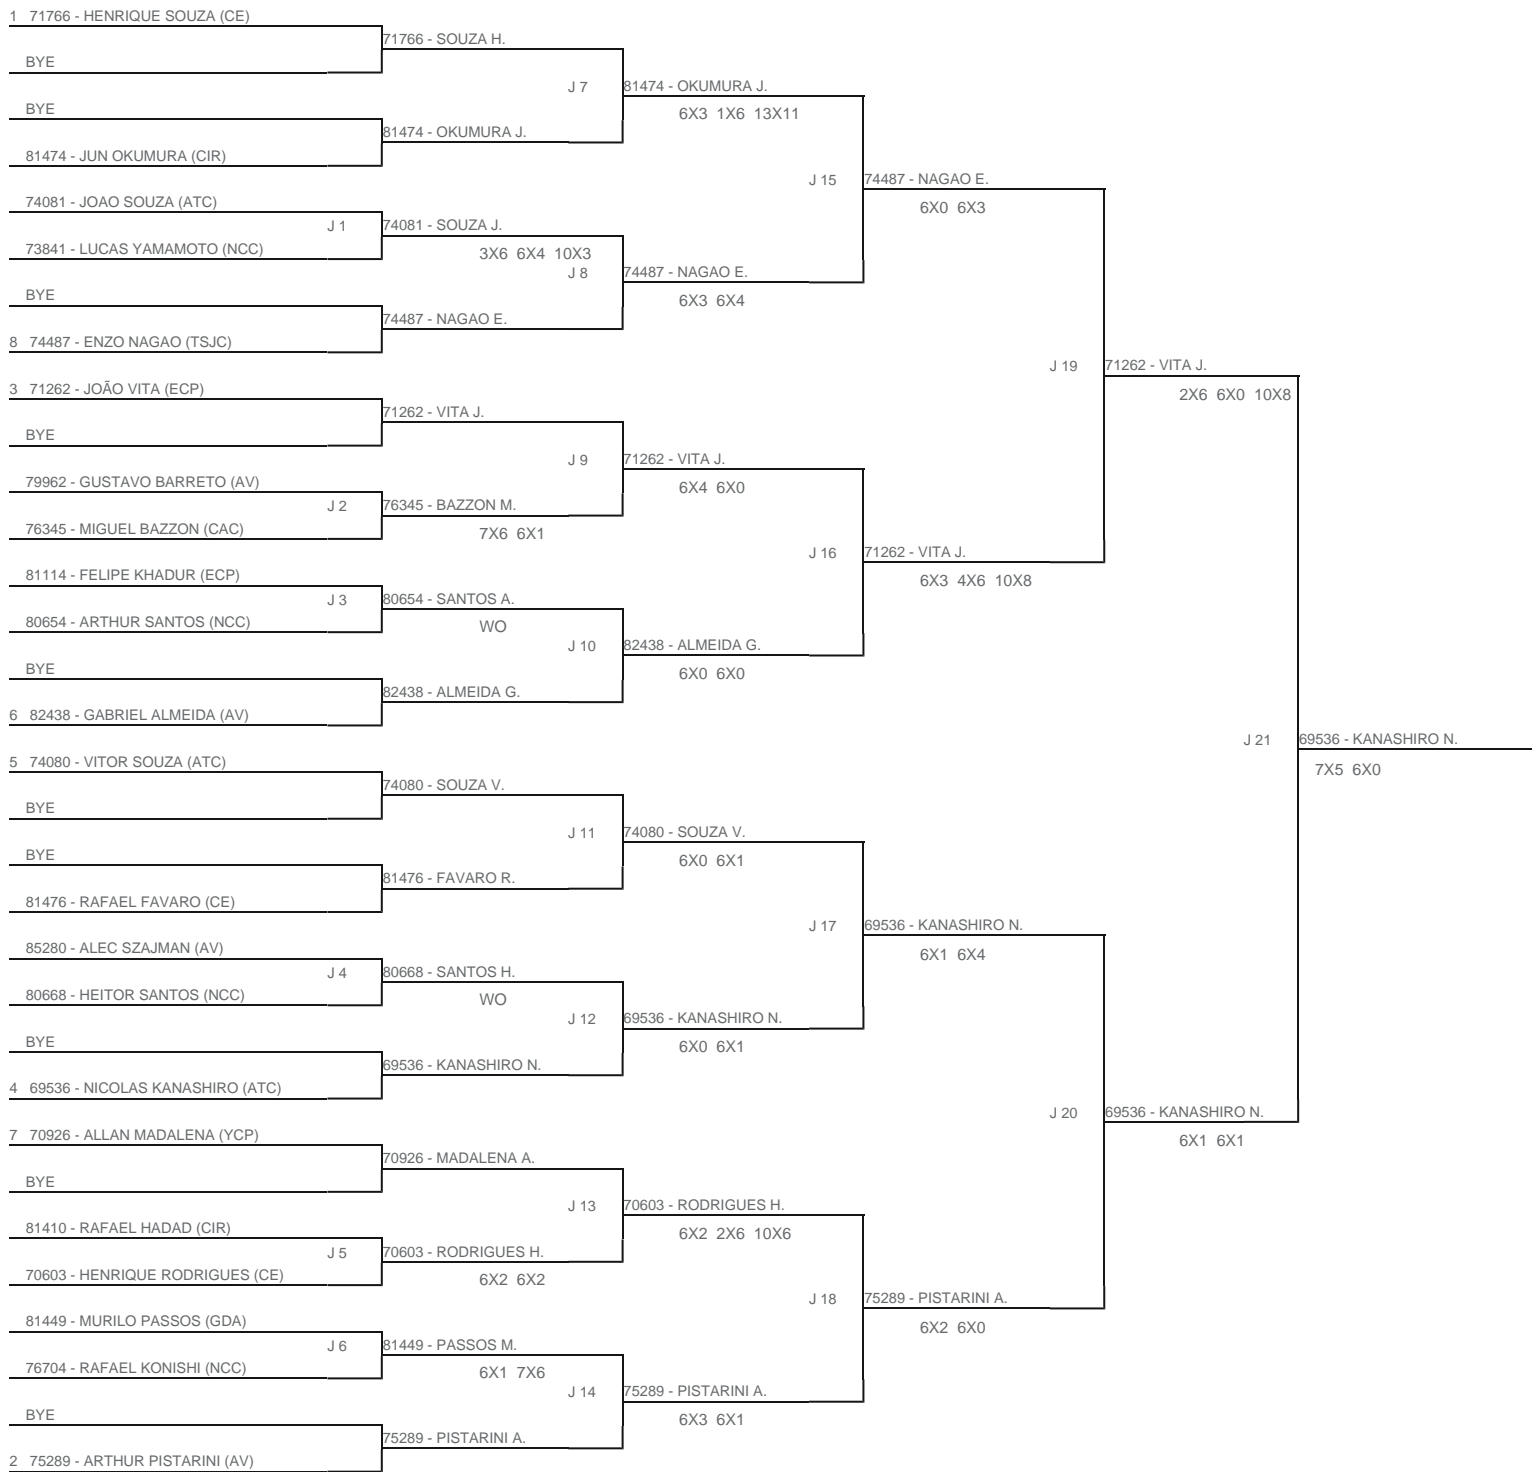 1 71766 - HENRIQUE SOUZA (CE)
71766 - SOUZA H.
BYE
J 7
81474 - OKUMURA J.
6X3 1X6 13X11
BYE
81474 - OKUMURA J.
81474 - JUN OKUMURA (CIR)
J 15
74487 - NAGAO E.
6X0 6X3
74081 - JOAO SOUZA (ATC)
J 1
74081 - SOUZA J.
3X6 6X4 10X3
73841 - LUCAS YAMAMOTO (NCC)
J 8
74487 - NAGAO E.
6X3 6X4
BYE
74487 - NAGAO E.
8 74487 - ENZO NAGAO (TSJC)
J 19
71262 - VITA J.
2X6 6X0 10X8
3 71262 - JOÃO VITA (ECP)
71262 - VITA J.
BYE
J 9
71262 - VITA J.
6X4 6X0
79962 - GUSTAVO BARRETO (AV)
J 2
76345 - BAZZON M.
7X6 6X1
76345 - MIGUEL BAZZON (CAC)
J 16
71262 - VITA J.
6X3 4X6 10X8
81114 - FELIPE KHADUR (ECP)
J 3
80654 - SANTOS A.
WO
80654 - ARTHUR SANTOS (NCC)
J 10
82438 - ALMEIDA G.
6X0 6X0
BYE
82438 - ALMEIDA G.
6 82438 - GABRIEL ALMEIDA (AV)
J 21
69536 - KANASHIRO N.
7X5 6X0
5 74080 - VITOR SOUZA (ATC)
74080 - SOUZA V.
BYE
J 11
74080 - SOUZA V.
6X0 6X1
BYE
81476 - FAVARO R.
81476 - RAFAEL FAVARO (CE)
J 17
69536 - KANASHIRO N.
6X1 6X4
85280 - ALEC SZAJMAN (AV)
J 4
80668 - SANTOS H.
WO
80668 - HEITOR SANTOS (NCC)
J 12
69536 - KANASHIRO N.
6X0 6X1
BYE
69536 - KANASHIRO N.
4 69536 - NICOLAS KANASHIRO (ATC)
J 20
69536 - KANASHIRO N.
6X1 6X1
7 70926 - ALLAN MADALENA (YCP)
70926 - MADALENA A.
BYE
J 13
70603 - RODRIGUES H.
6X2 2X6 10X6
81410 - RAFAEL HADAD (CIR)
J 5
70603 - RODRIGUES H.
6X2 6X2
70603 - HENRIQUE RODRIGUES (CE)
J 18
75289 - PISTARINI A.
6X2 6X0
81449 - MURILO PASSOS (GDA)
J 6
81449 - PASSOS M.
6X1 7X6
76704 - RAFAEL KONISHI (NCC)
J 14
75289 - PISTARINI A.
6X3 6X1
BYE
75289 - PISTARINI A.
2 75289 - ARTHUR PISTARINI (AV)